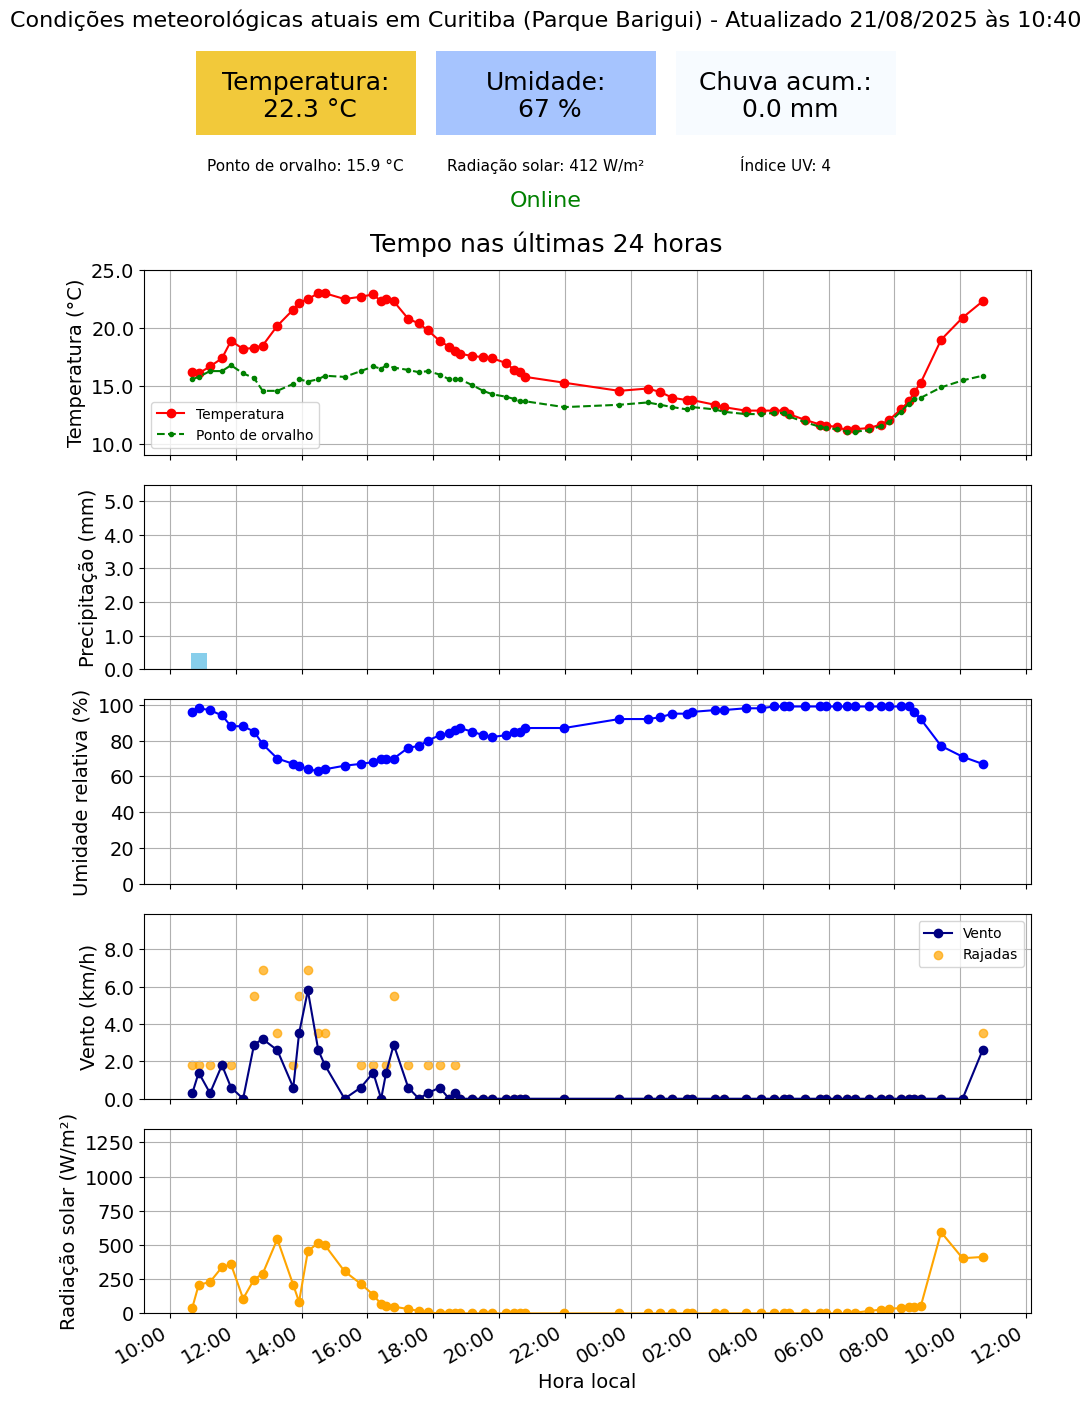 Condições meteorológicas atuais em Curitiba (Parque Barigui) - Atualizado 21/08/2025 às 10:40
Temperatura:
22.3 °C
Umidade:
67 %
Chuva acum.:
0.0 mm
Ponto de orvalho: 15.9 °C
Radiação solar: 412 W/m²
Índice UV: 4
Online
Tempo nas últimas 24 horas
Temperatura (°C)
25.0
20.0
15.0
10.0
Temperatura
Ponto de orvalho
Precipitação (mm)
5.0
4.0
3.0
2.0
1.0
0.0
Umidade relativa (%)
100
80
60
40
20
0
Vento (km/h)
8.0
6.0
4.0
2.0
0.0
Vento
Rajadas
Radiação solar (W/m²)
1250
1000
750
500
250
0
10:00 12:00 14:00 16:00 18:00 20:00 22:00 00:00 02:00 04:00 06:00 08:00 10:00 12:00
Hora local